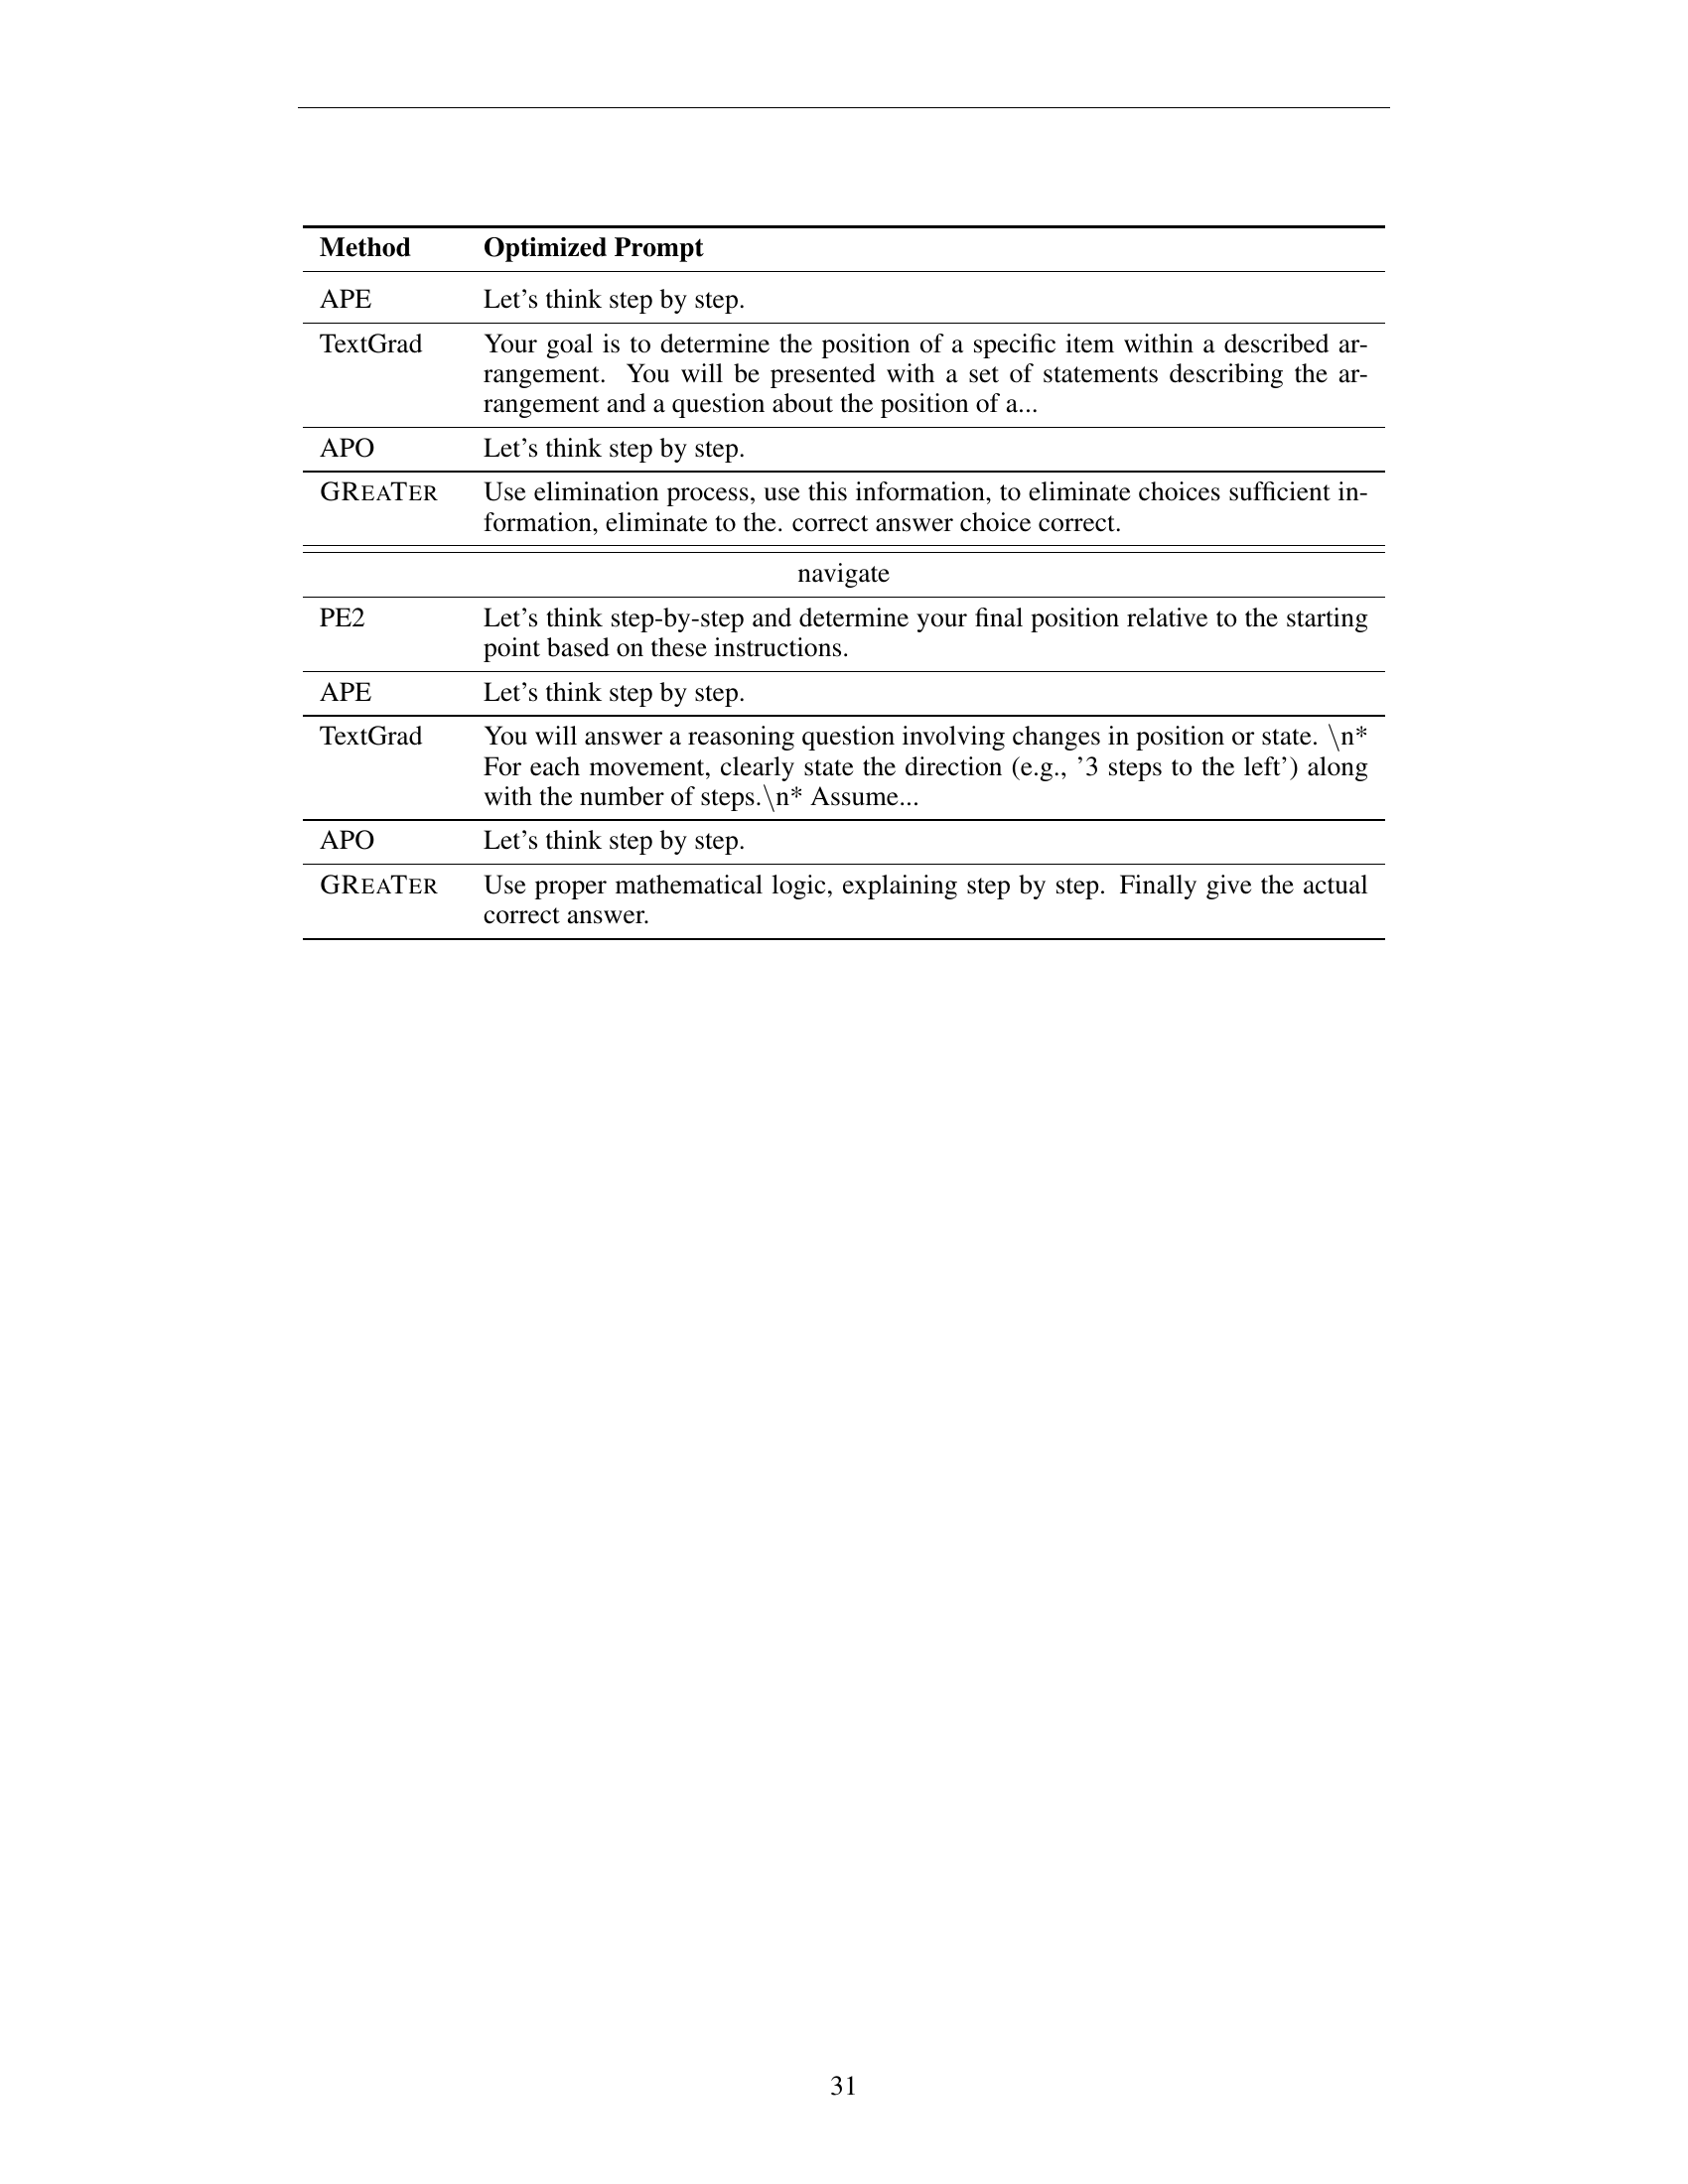 Method Optimized Prompt
APE Let’s think step by step.
TextGrad Your goal is to determine the position of a specific item within a described ar-
rangement. You will be presented with a set of statements describing the ar-
rangement and a question about the position of a...
APO Let’s think step by step.
GREATER Use elimination process, use this information, to eliminate choices sufficient in-
formation, eliminate to the. correct answer choice correct.
navigate
PE2 Let’s think step-by-step and determine your final position relative to the starting
point based on these instructions.
APE Let’s think step by step.
TextGrad You will answer a reasoning question involving changes in position or state. \n*
For each movement, clearly state the direction (e.g., ’3 steps to the left’) along
with the number of steps.\n* Assume...
APO Let’s think step by step.
GREATER Use proper mathematical logic, explaining step by step. Finally give the actual
correct answer.
31